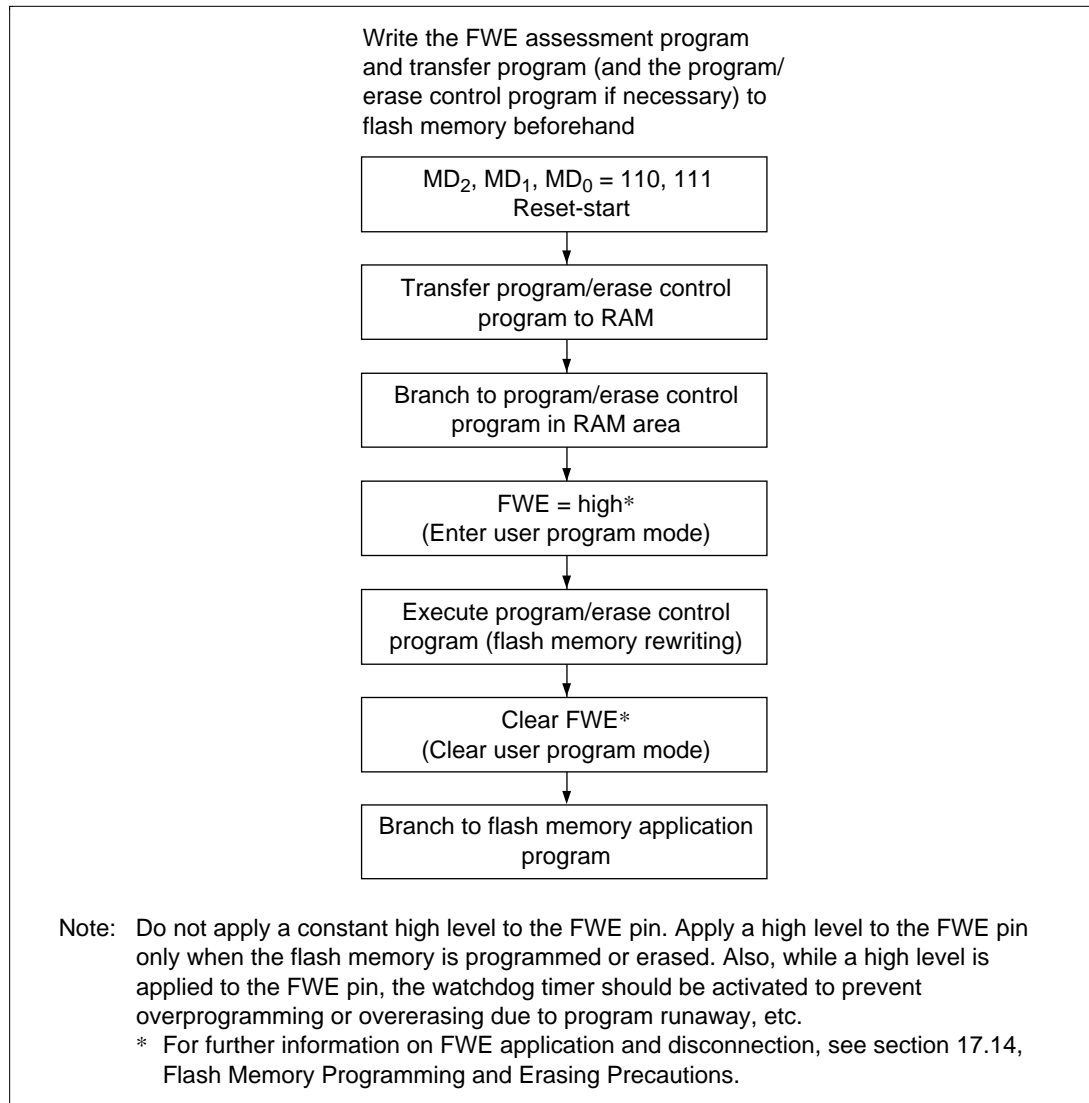 Write the FWE assessment program
and transfer program (and the program/
erase control program if necessary) to
flash memory beforehand
MD₂, MD₁, MD₀ = 110, 111
Reset-start
Transfer program/erase control
program to RAM
Branch to program/erase control
program in RAM area
FWE = high*
(Enter user program mode)
Execute program/erase control
program (flash memory rewriting)
Clear FWE*
(Clear user program mode)
Branch to flash memory application
program
Note: Do not apply a constant high level to the FWE pin. Apply a high level to the FWE pin
only when the flash memory is programmed or erased. Also, while a high level is
applied to the FWE pin, the watchdog timer should be activated to prevent
overprogramming or overerasing due to program runaway, etc.
* For further information on FWE application and disconnection, see section 17.14,
Flash Memory Programming and Erasing Precautions.